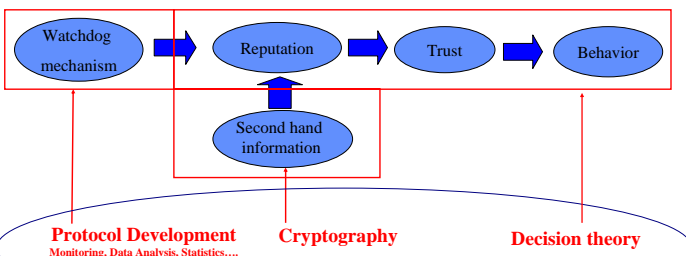 Watchdog
mechanism
Reputation
Trust
Behavior
Second hand
information
Protocol Development
Monitoring, Data Analysis, Statistics….
Cryptography
Decision theory